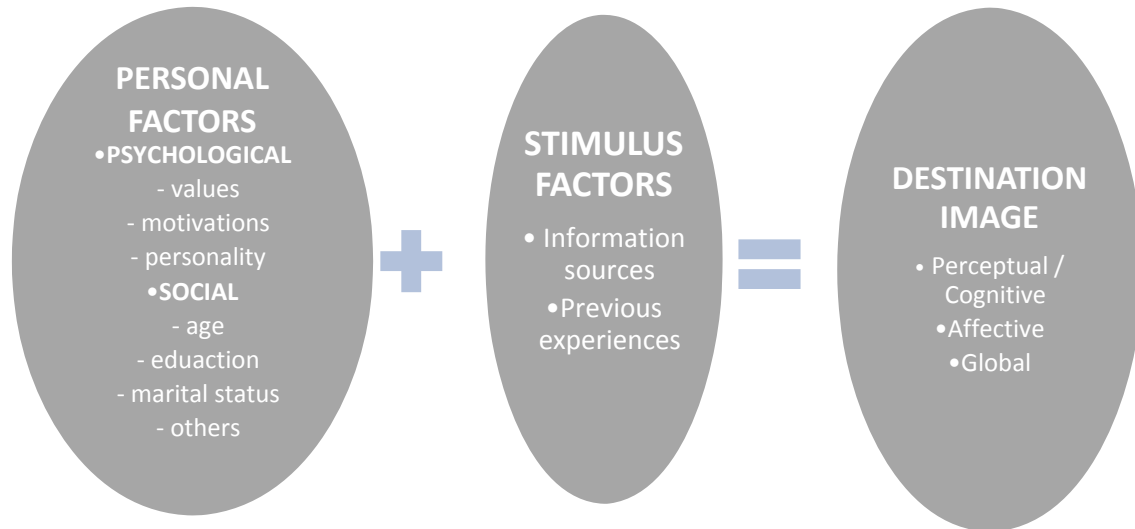 PERSONAL
FACTORS
•PSYCHOLOGICAL
- values
- motivations
- personality
•SOCIAL
- age
- eduaction
- marital status
- others
STIMULUS
FACTORS
• Information
sources
•Previous
experiences
DESTINATION
IMAGE
• Perceptual /
Cognitive
•Affective
•Global